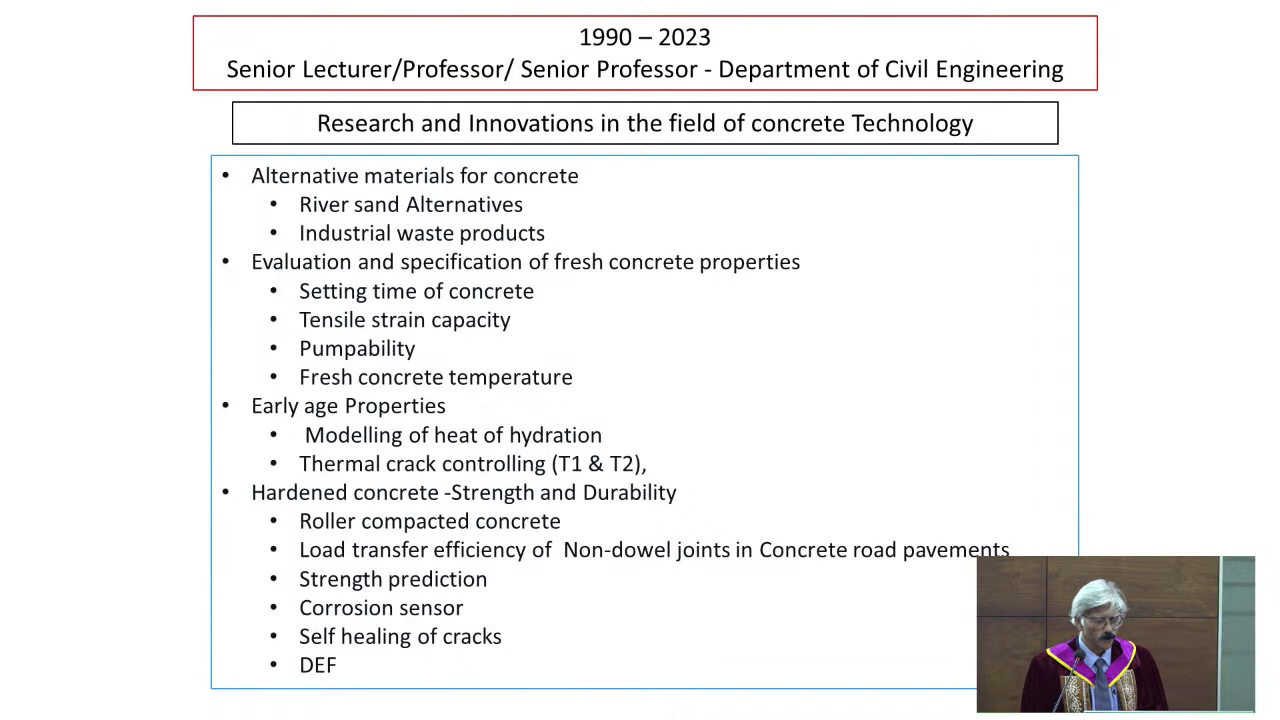 1990 – 2023
Senior Lecturer/Professor/ Senior Professor - Department of Civil Engineering
Research and Innovations in the field of concrete Technology
• Alternative materials for concrete
• River sand Alternatives
• Industrial waste products
• Evaluation and specification of fresh concrete properties
• Setting time of concrete
• Tensile strain capacity
• Pumpability
• Fresh concrete temperature
• Early age Properties
• Modelling of heat of hydration
• Thermal crack controlling (T1 & T2),
• Hardened concrete -Strength and Durability
• Roller compacted concrete
• Load transfer efficiency of Non-dowel joints in Concrete road pavements
• Strength prediction
• Corrosion sensor
• Self healing of cracks
• DEF